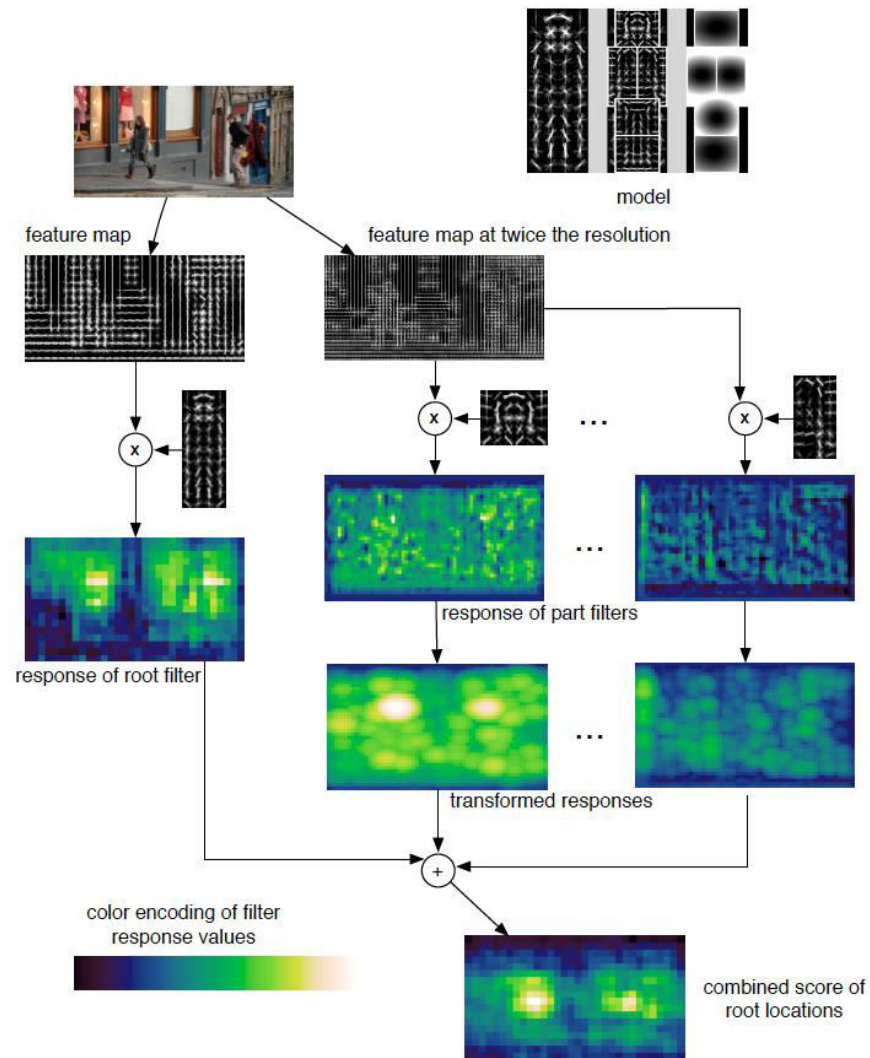 model
feature map
feature map at twice the resolution
x
x
...
x
...
response of part filters
response of root filter
...
transformed responses
+
color encoding of filter
response values
combined score of
root locations